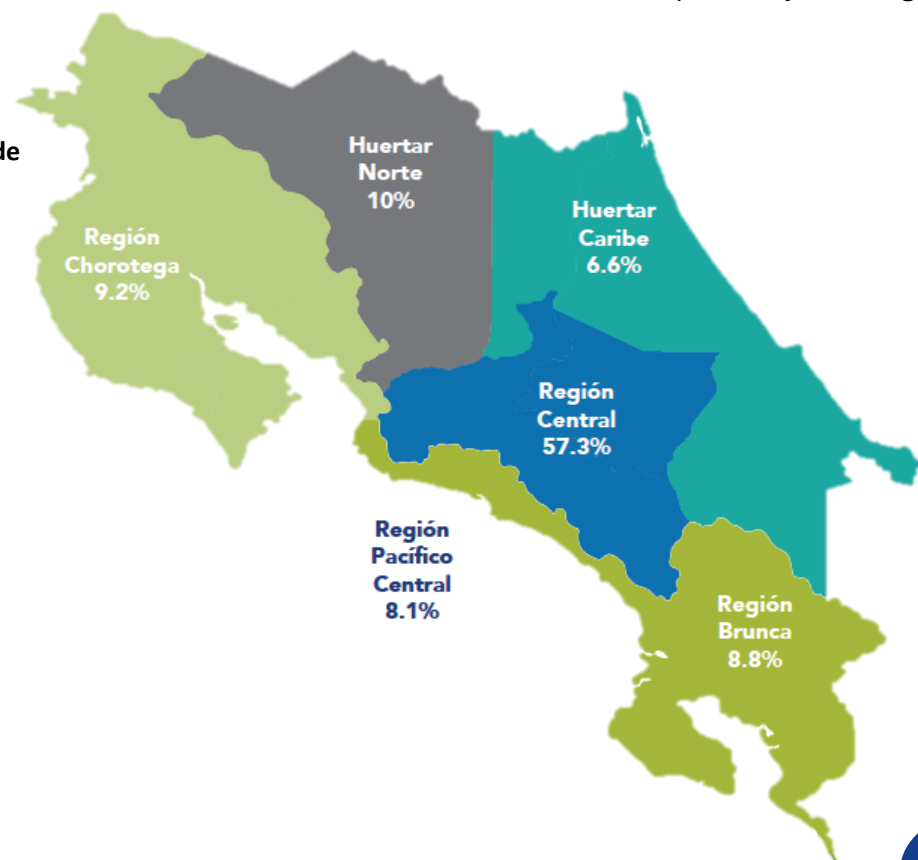 de
Huertar
Norte
10%
Huertar
Caribe
6.6%
Región
Chorotega
9.2%
Región
Central
57.3%
Región
Pacífico
Central
8.1%
Región
Brunca
8.8%